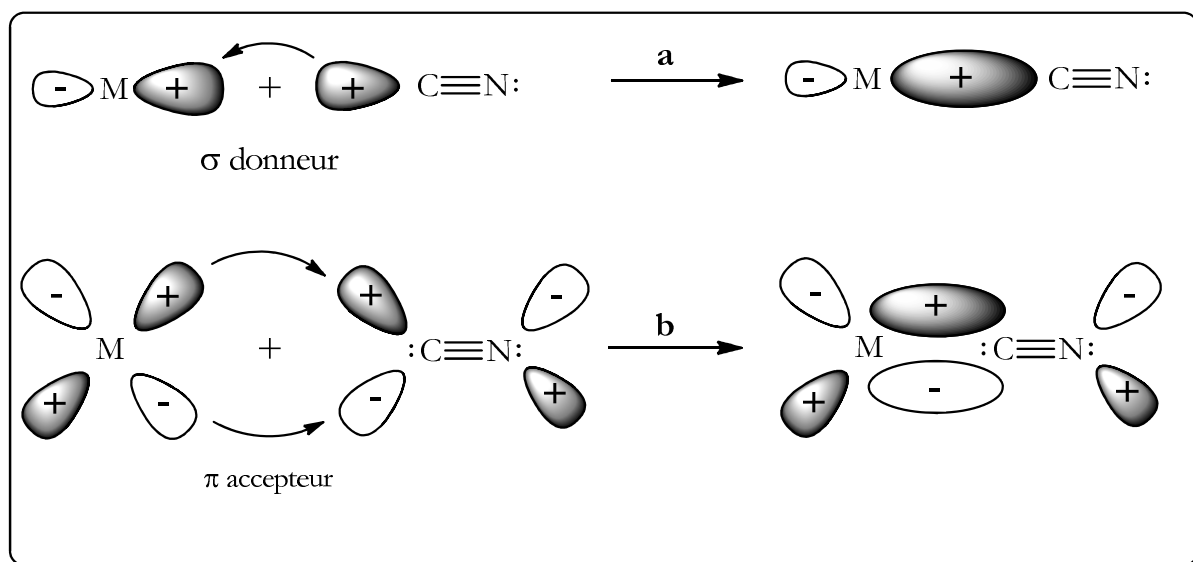 - M + + + C≡N: a - M + C≡N:
σ donneur
- + + -
M + :C≡N: b M + :C≡N:
+ - - + + - +
π accepteur